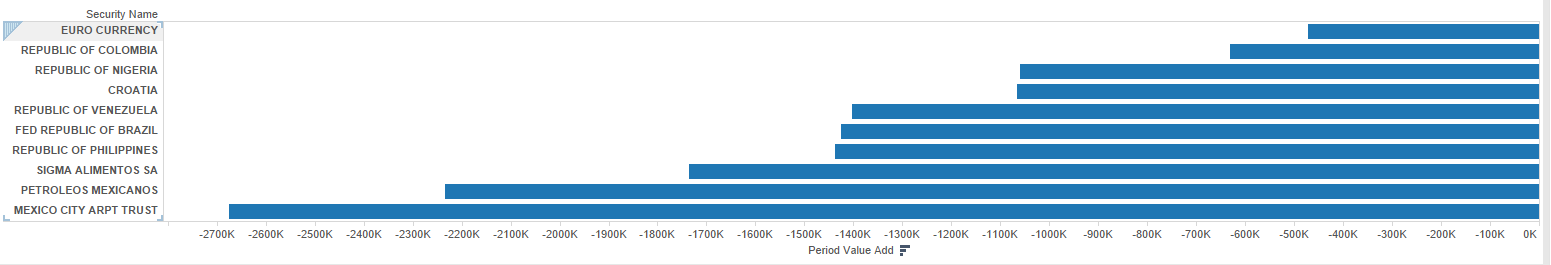 Security Name
EURO CURRENCY
REPUBLIC OF COLOMBIA
REPUBLIC OF NIGERIA
CROATIA
REPUBLIC OF VENEZUELA
FED REPUBLIC OF BRAZIL
REPUBLIC OF PHILIPPINES
SIGMA ALIMENTOS SA
PETROLEOS MEXICANOS
MEXICO CITY ARPT TRUST
-2700K -2600K -2500K -2400K -2300K -2200K -2100K -2000K -1900K -1800K -1700K -1600K -1500K -1400K -1300K -1200K -1100K -1000K -900K -800K -700K -600K -500K -400K -300K -200K -100K 0K
Period Value Add